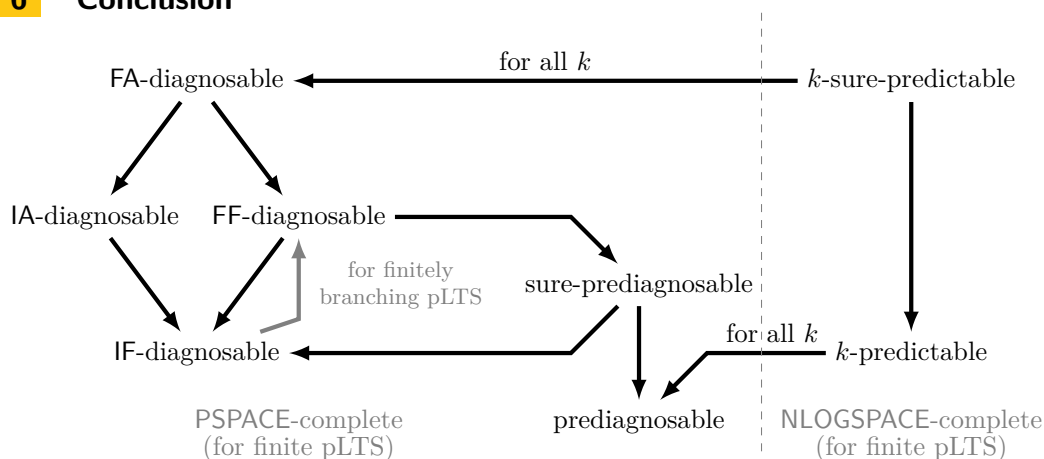 6 Conclusion
for all k
FA-diagnosable
k-sure-predictable
IA-diagnosable
FF-diagnosable
for finitely
branching pLTS
sure-prediagnosable
for all k
IF-diagnosable
k-predictable
PSPACE-complete
(for finite pLTS)
prediagnosable
NLOGSPACE-complete
(for finite pLTS)